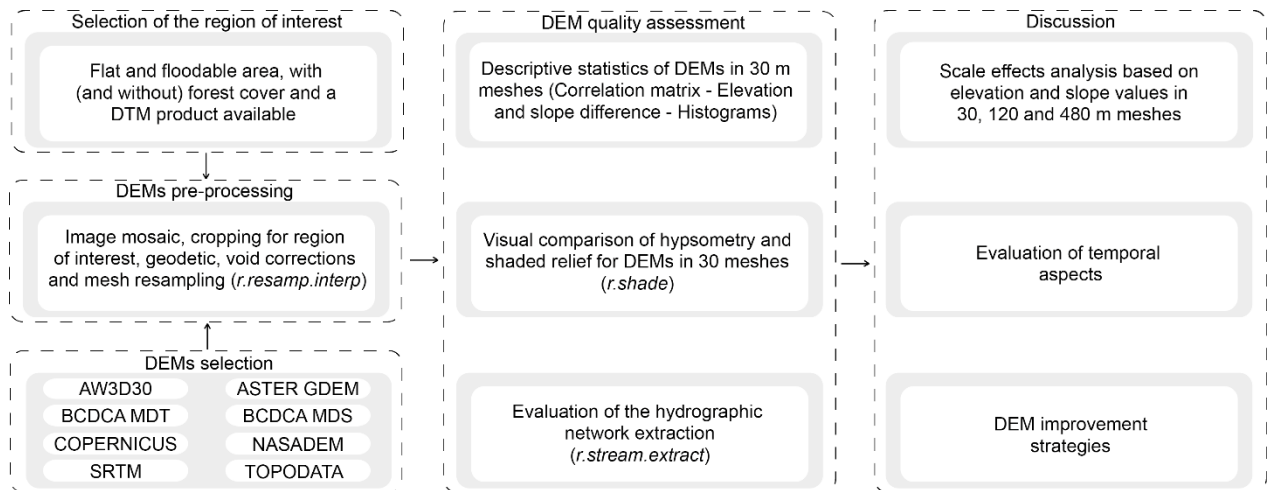 Selection of the region of interest
Flat and floodable area, with
(and without) forest cover and a
DTM product available
DEMs pre-processing
Image mosaic, cropping for region
of interest, geodetic, void corrections
and mesh resampling (r.resamp.interp)
DEMs selection
AW3D30
ASTER GDEM
BCDCA MDT
BCDCA MDS
COPERNICUS
NASADEM
SRTM
TOPODATA
DEM quality assessment
Descriptive statistics of DEMs in 30 m
meshes (Correlation matrix - Elevation
and slope difference - Histograms)
Visual comparison of hypsometry and
shaded relief for DEMs in 30 meshes
(r.shade)
Evaluation of the hydrographic
network extraction
(r.stream.extract)
Discussion
Scale effects analysis based on
elevation and slope values in
30, 120 and 480 m meshes
Evaluation of temporal
aspects
DEM improvement
strategies